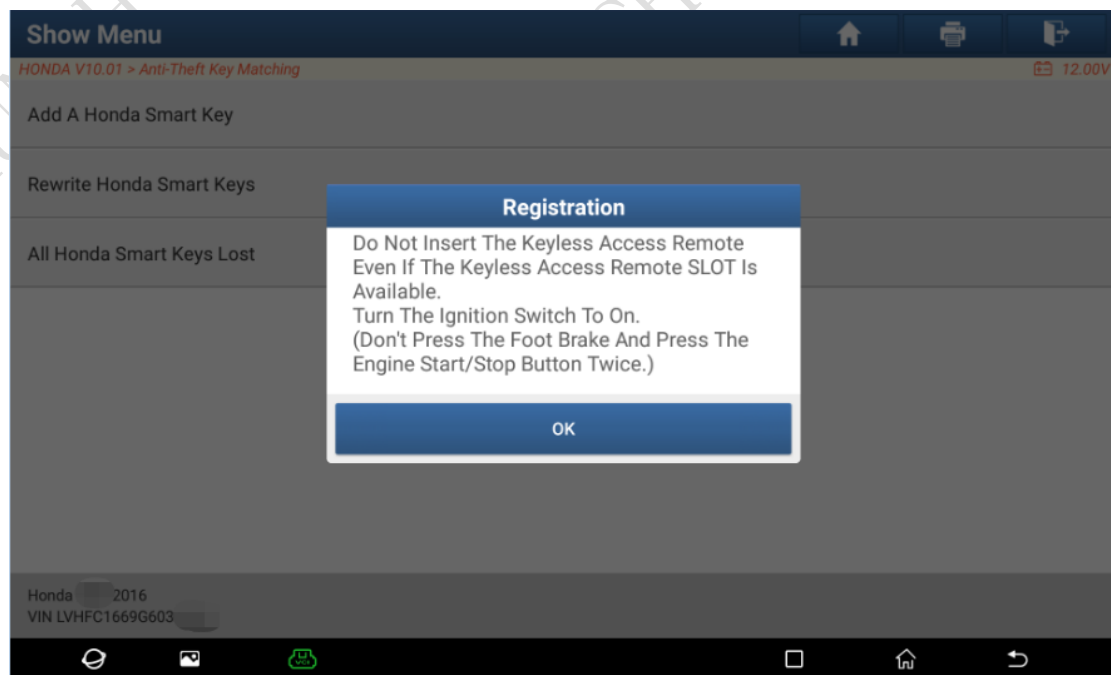 Show Menu
HONDA V10.01 > Anti-Theft Key Matching
12.00V
Add A Honda Smart Key
Rewrite Honda Smart Keys
All Honda Smart Keys Lost
Registration
Do Not Insert The Keyless Access Remote
Even If The Keyless Access Remote SLOT Is
Available.
Turn The Ignition Switch To On.
(Don't Press The Foot Brake And Press The
Engine Start/Stop Button Twice.)
OK
Honda 2016
VIN LVHFC1669G603
VCI